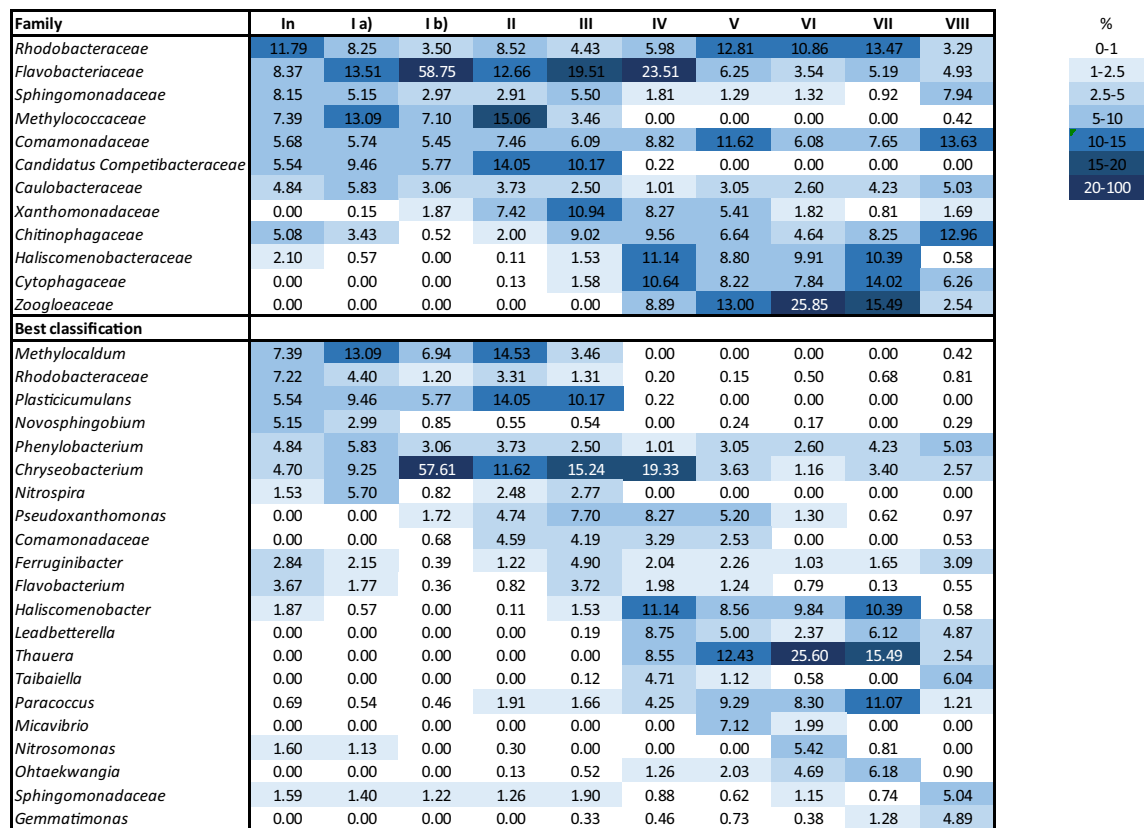 Family In I a) I b) II III IV V VI VII VIII %
Rhodobacteraceae 11.79 8.25 3.50 8.52 4.43 5.98 12.81 10.86 13.47 3.29 0-1
Flavobacteriaceae 8.37 13.51 58.75 12.66 19.51 23.51 6.25 3.54 5.19 4.93 1-2.5
Sphingomonadaceae 8.15 5.15 2.97 2.91 5.50 1.81 1.29 1.32 0.92 7.94 2.5-5
Methylococcaceae 7.39 13.09 7.10 15.06 3.46 0.00 0.00 0.00 0.00 0.42 5-10
Comamonadaceae 5.68 5.74 5.45 7.46 6.09 8.82 11.62 6.08 7.65 13.63 10-15
Candidatus Competibacteraceae 5.54 9.46 5.77 14.05 10.17 0.22 0.00 0.00 0.00 0.00 15-20
Caulobacteraceae 4.84 5.83 3.06 3.73 2.50 1.01 3.05 2.60 4.23 5.03 20-100
Xanthomonadaceae 0.00 0.15 1.87 7.42 10.94 8.27 5.41 1.82 0.81 1.69
Chitinophagaceae 5.08 3.43 0.52 2.00 9.02 9.56 6.64 4.64 8.25 12.96
Haliscomenobacteraceae 2.10 0.57 0.00 0.11 1.53 11.14 8.80 9.91 10.39 0.58
Cytophagaceae 0.00 0.00 0.00 0.13 1.58 10.64 8.22 7.84 14.02 6.26
Zoogloeaceae 0.00 0.00 0.00 0.00 0.00 8.89 13.00 25.85 15.49 2.54
Best classification
Methylocaldum 7.39 13.09 6.94 14.53 3.46 0.00 0.00 0.00 0.00 0.42
Rhodobacteraceae 7.22 4.40 1.20 3.31 1.31 0.20 0.15 0.50 0.68 0.81
Plasticicumulans 5.54 9.46 5.77 14.05 10.17 0.22 0.00 0.00 0.00 0.00
Novosphingobium 5.15 2.99 0.85 0.55 0.54 0.00 0.24 0.17 0.00 0.29
Phenylobacterium 4.84 5.83 3.06 3.73 2.50 1.01 3.05 2.60 4.23 5.03
Chryseobacterium 4.70 9.25 57.61 11.62 15.24 19.33 3.63 1.16 3.40 2.57
Nitrospira 1.53 5.70 0.82 2.48 2.77 0.00 0.00 0.00 0.00 0.00
Pseudoxanthomonas 0.00 0.00 1.72 4.74 7.70 8.27 5.20 1.30 0.62 0.97
Comamonadaceae 0.00 0.00 0.68 4.59 4.19 3.29 2.53 0.00 0.00 0.53
Ferruginibacter 2.84 2.15 0.39 1.22 4.90 2.04 2.26 1.03 1.65 3.09
Flavobacterium 3.67 1.77 0.36 0.82 3.72 1.98 1.24 0.79 0.13 0.55
Haliscomenobacter 1.87 0.57 0.00 0.11 1.53 11.14 8.56 9.84 10.39 0.58
Leadbetterella 0.00 0.00 0.00 0.00 0.19 8.75 5.00 2.37 6.12 4.87
Thauera 0.00 0.00 0.00 0.00 0.00 8.55 12.43 25.60 15.49 2.54
Taibaiella 0.00 0.00 0.00 0.00 0.12 4.71 1.12 0.58 0.00 6.04
Paracoccus 0.69 0.54 0.46 1.91 1.66 4.25 9.29 8.30 11.07 1.21
Micavibrio 0.00 0.00 0.00 0.00 0.00 0.00 7.12 1.99 0.00 0.00
Nitrosomonas 1.60 1.13 0.00 0.30 0.00 0.00 0.00 5.42 0.81 0.00
Ohtaekwangia 0.00 0.00 0.00 0.13 0.52 1.26 2.03 4.69 6.18 0.90
Sphingomonadaceae 1.59 1.40 1.22 1.26 1.90 0.88 0.62 1.15 0.74 5.04
Gemmatimonas 0.00 0.00 0.00 0.00 0.33 0.46 0.73 0.38 1.28 4.89